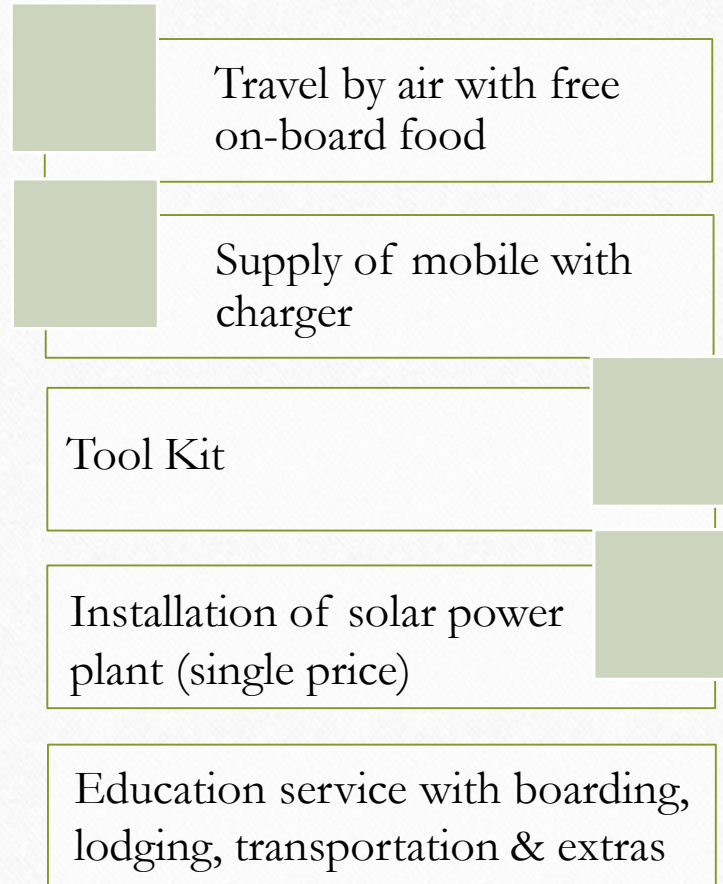 Travel by air with free
on-board food
Supply of mobile with
charger
Tool Kit
Installation of solar power
plant (single price)
Education service with boarding,
lodging, transportation & extras